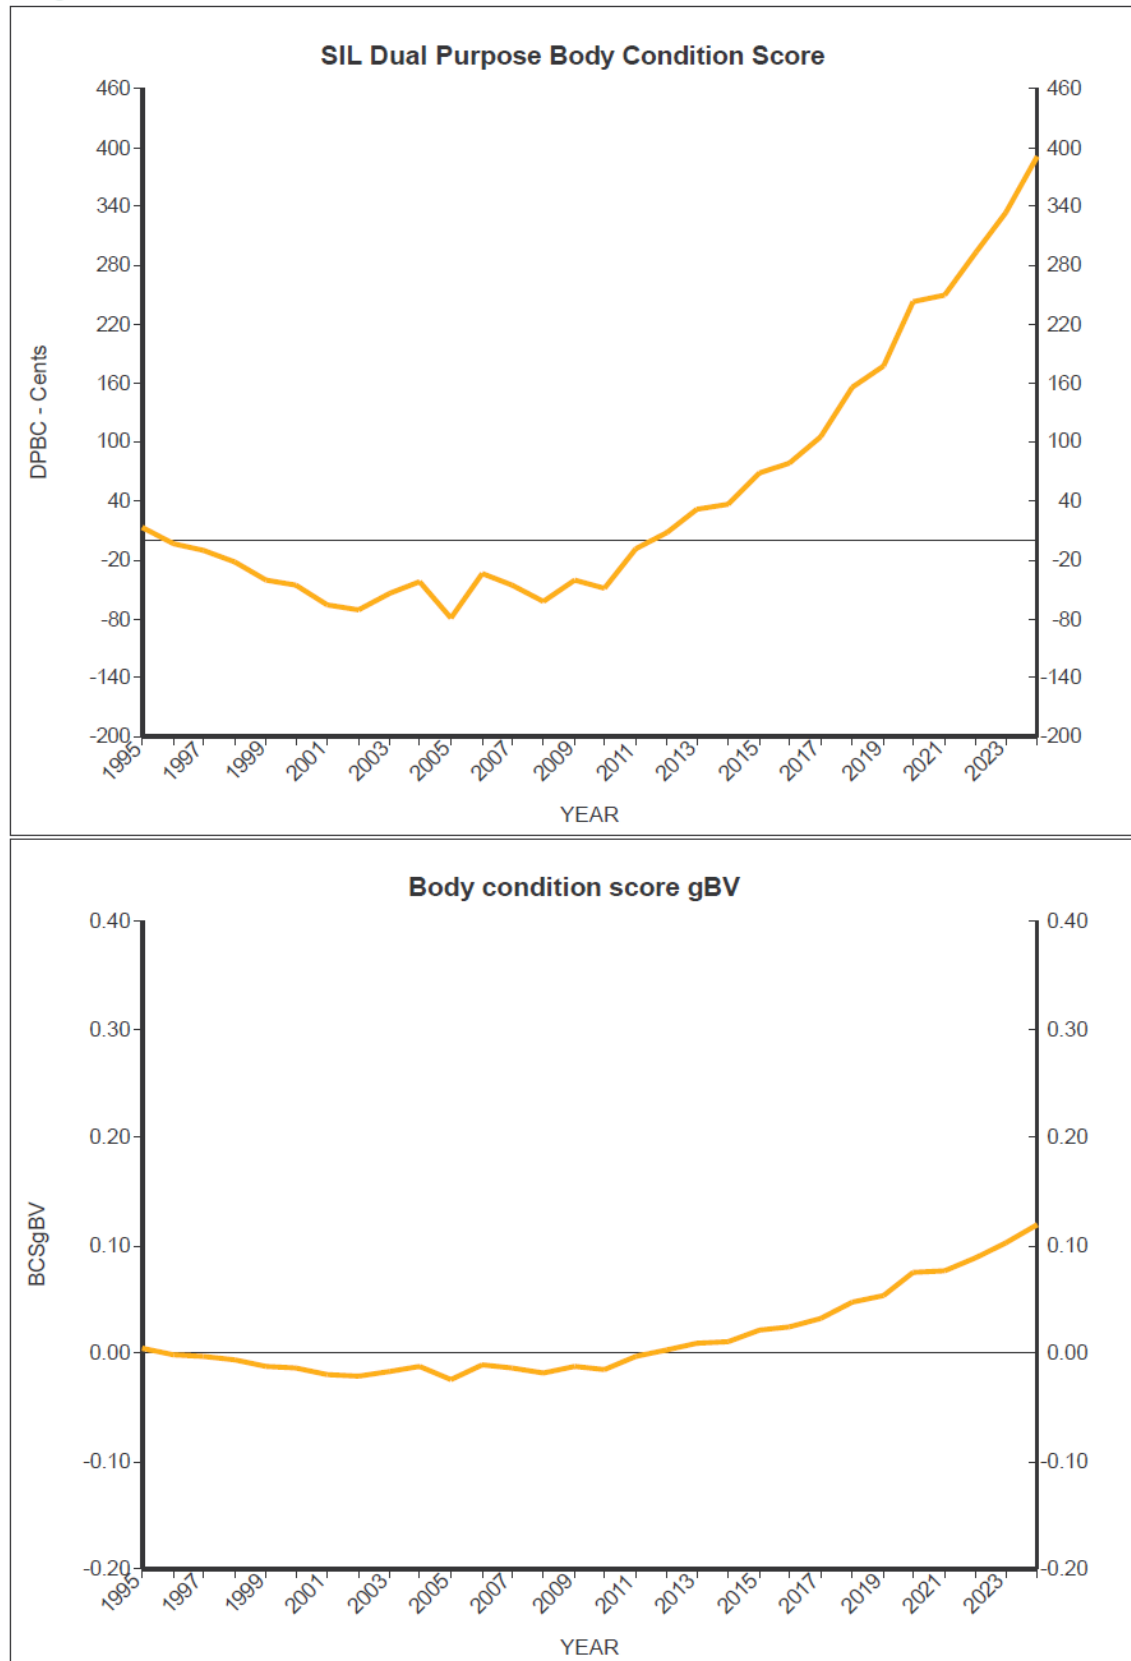 SIL Dual Purpose Body Condition Score
460 460
400 400
340 340
280 280
220 220
160 160
100 100
40 40
-20 -20
-80 -80
-140 -140
-200 -200
DPBC - Cents
1995 1997 1999 2001 2003 2005 2007 2009 2011 2013 2015 2017 2019 2021 2023
YEAR
Body condition score gBV
0.40 0.40
0.30 0.30
0.20 0.20
0.10 0.10
0.00 0.00
-0.10 -0.10
-0.20 -0.20
BCSgBV
1995 1997 1999 2001 2003 2005 2007 2009 2011 2013 2015 2017 2019 2021 2023
YEAR